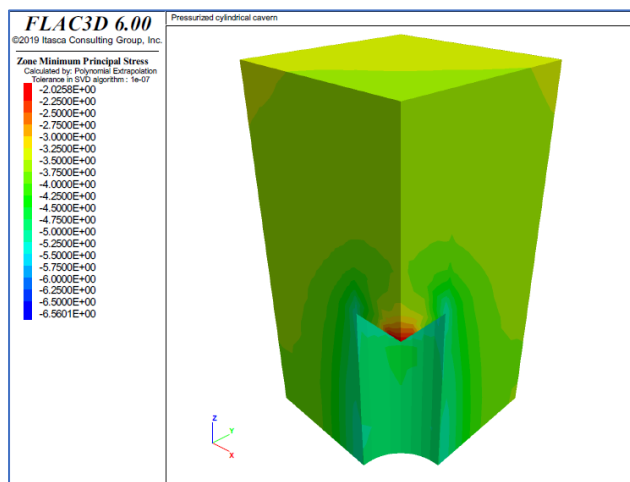 FLAC3D 6.00
©2019 Itasca Consulting Group, Inc.
Zone Minimum Principal Stress
Calculated by: Polynomial Extrapolation
Tolerance in SVD algorithm : 1e-07
-2.0258E+00
-2.2500E+00
-2.5000E+00
-2.7500E+00
-3.0000E+00
-3.2500E+00
-3.5000E+00
-3.7500E+00
-4.0000E+00
-4.2500E+00
-4.5000E+00
-4.7500E+00
-5.0000E+00
-5.2500E+00
-5.5000E+00
-5.7500E+00
-6.0000E+00
-6.2500E+00
-6.5000E+00
-6.5601E+00
Pressurized cylindrical cavern
Z
Y
X